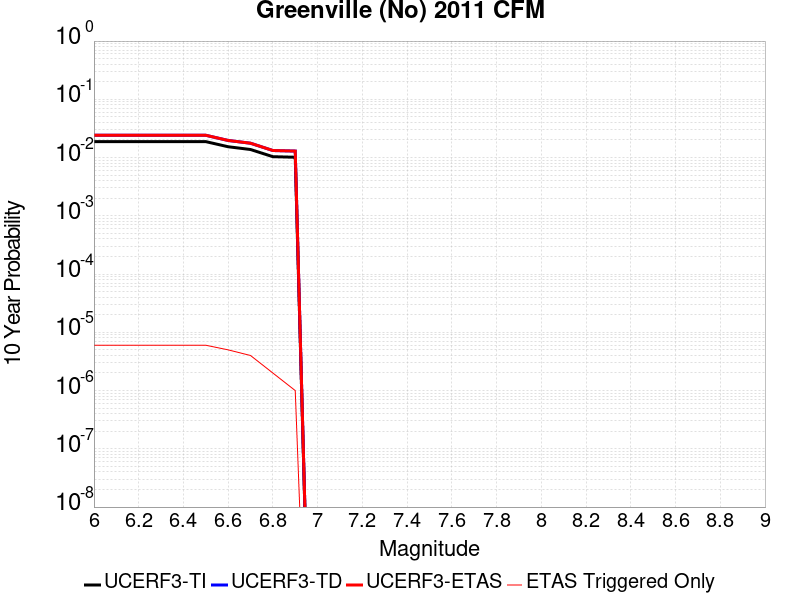 Greenville (No) 2011 CFM
10^0
10^-1
10^-2
10^-3
10^-4
10^-5
10^-6
10^-7
10^-8
10 Year Probability
6 6.2 6.4 6.6 6.8 7 7.2 7.4 7.6 7.8 8 8.2 8.4 8.6 8.8 9
Magnitude
UCERF3-TI UCERF3-TD UCERF3-ETAS ETAS Triggered Only